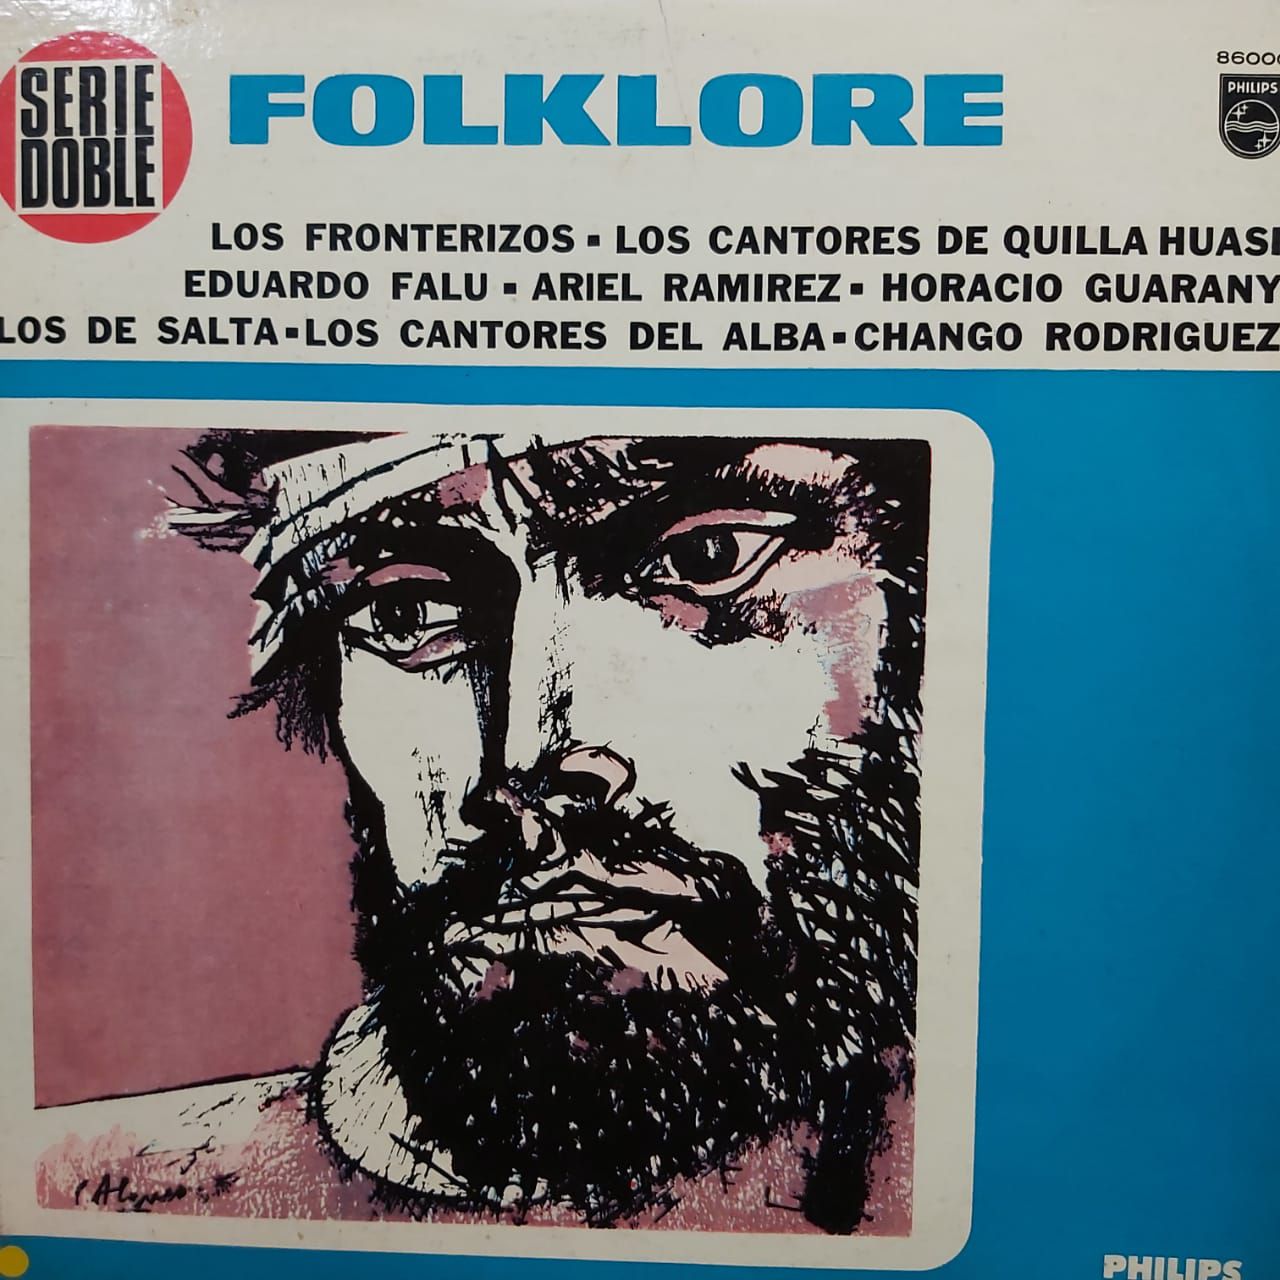 SERIE
DOBLE
FOLKLORE
8600
PHILIPS
LOS FRONTERIZOS ▪ LOS CANTORES DE QUILLA HUASI
EDUARDO FALU ▪ ARIEL RAMIREZ ▪ HORACIO GUARANY
LOS DE SALTA ▪ LOS CANTORES DEL ALBA ▪ CHANGO RODRIGUEZ
PHILIPS